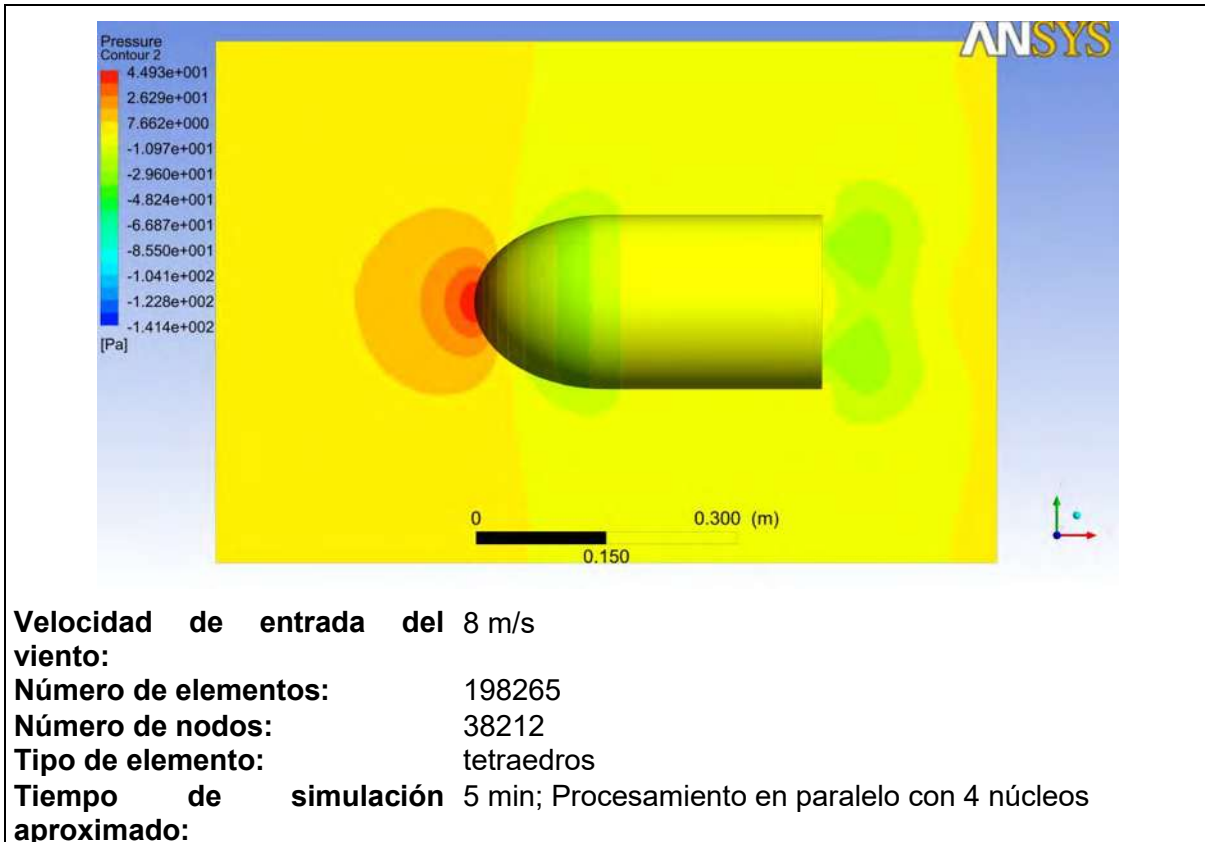 ANSYS
Pressure
Contour 2
4.493e+001
2.629e+001
7.662e+000
-1.097e+001
-2.960e+001
-4.824e+001
-6.687e+001
-8.550e+001
-1.041e+002
-1.228e+002
-1.414e+002
[Pa]
0 0.300 (m)
0.150
Velocidad de entrada del 8 m/s
viento:
Número de elementos: 198265
Número de nodos: 38212
Tipo de elemento: tetraedros
Tiempo de simulación 5 min; Procesamiento en paralelo con 4 núcleos
aproximado: